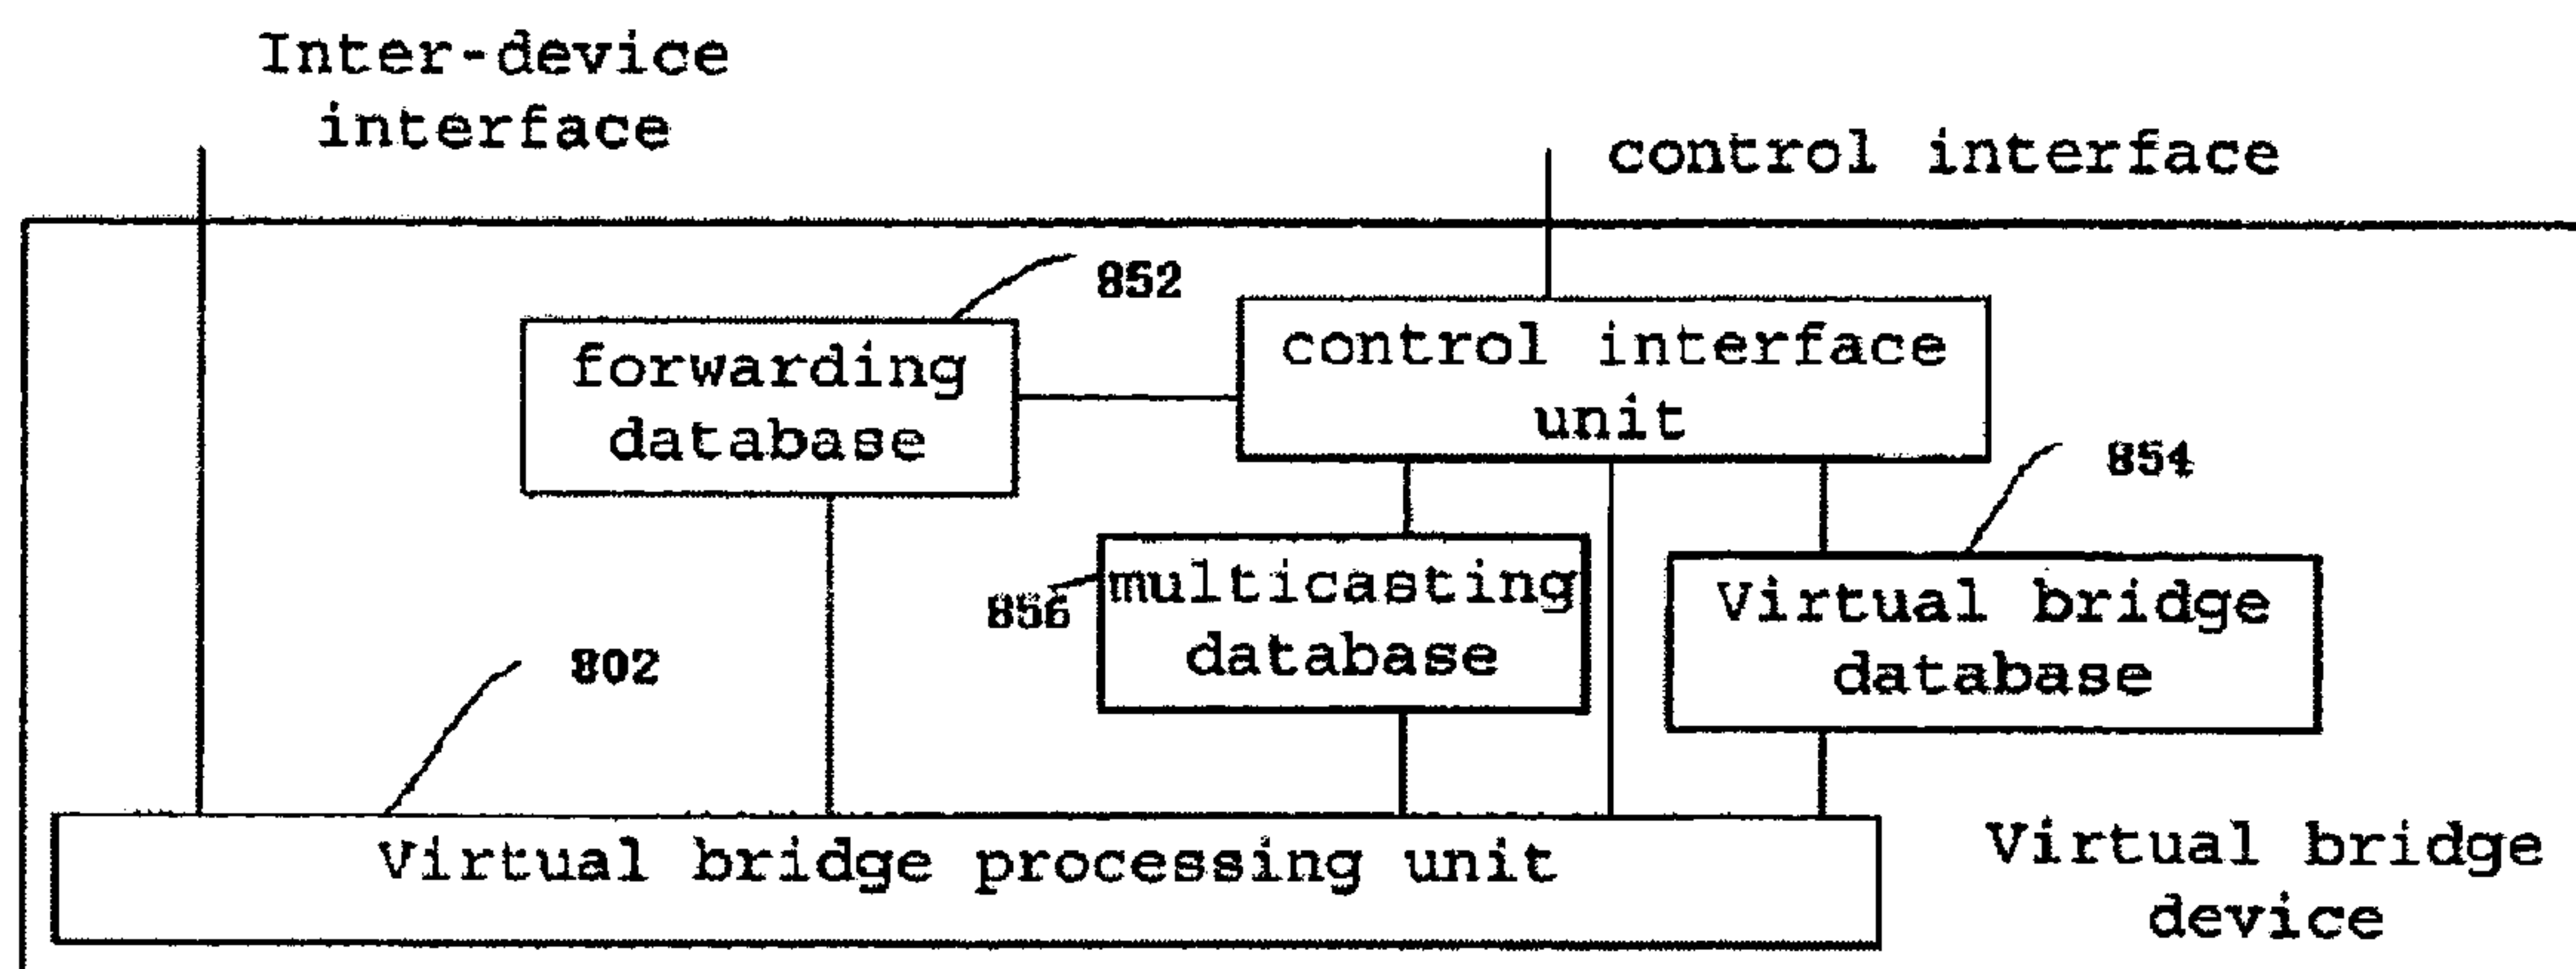 Inter-device
interface
control interface
852
forwarding
database
control interface
unit
854
856
multicasting
database
Virtual bridge
database
802
Virtual bridge processing unit
Virtual bridge
device